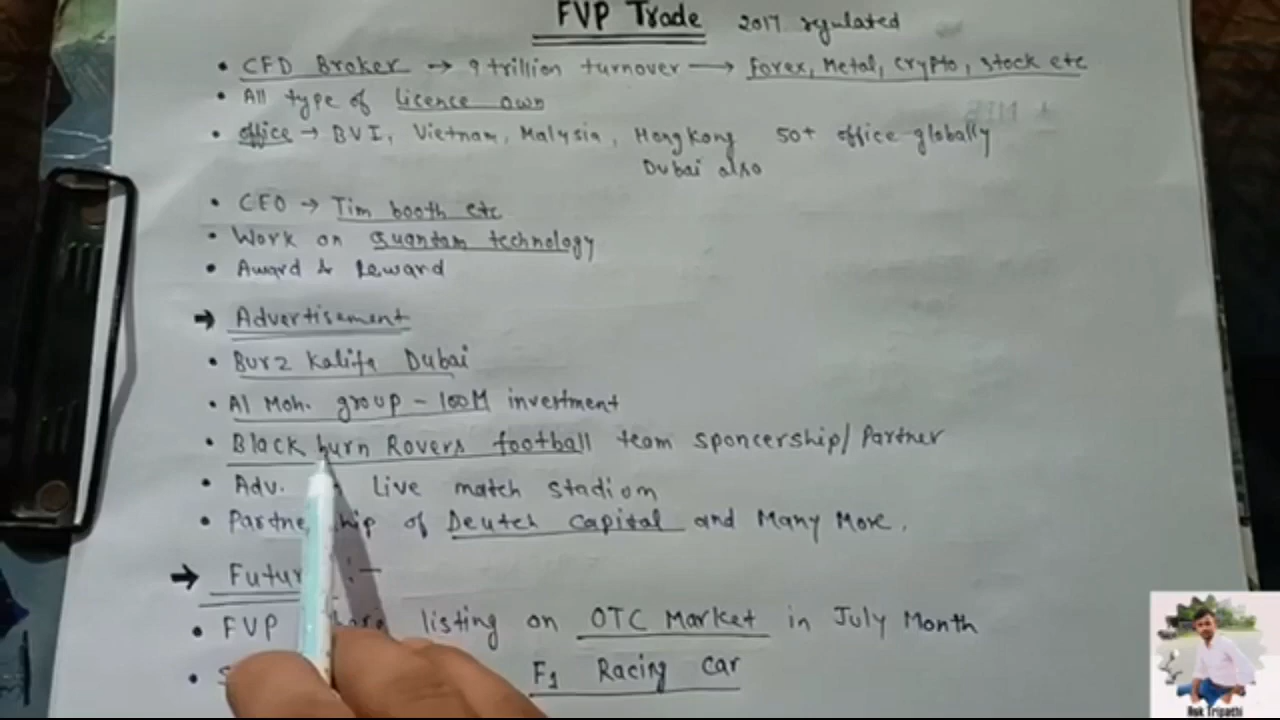 FVP Trade 2017 regulated
• CFD Broker → 9 trillion turnover → Forex, Metal, Crypto, stock etc
• All type of licence own
• office → BVI, Vietnam, Malysia, HongKong 50+ office globally
Dubai also
• CEO → Tim booth etc
• Work on Quantam technology
• Award & Reward
→ Advertisement
• Burz Kalifa Dubai
• Al Moh. group - 100M investment
• Black burn Rovers football team sponcership/Partner
• Adv. Live match stadiom
• Partne ship of Deutch Capital and Many More.
→ Futur :-
• FVP listing on OTC Market in July Month
• F1 Racing car
Ask Tripathi